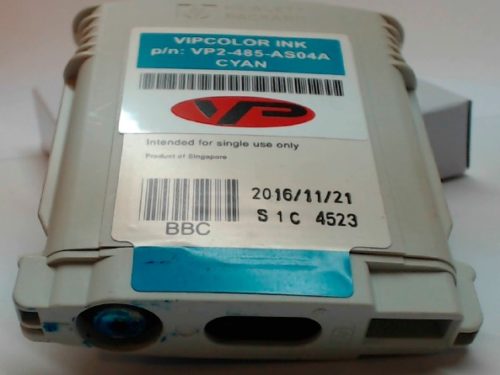 PACKARD
VIPCOLOR INK
p/n: VP2-485-AS04A
CYAN
VP
Intended for single use only
Product of Singapore
2016/11/21
S 1 C 4523
BBC